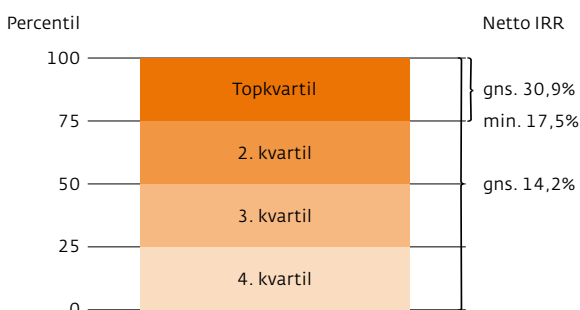 Percentil
Netto IRR
100
Topkvartil
gns. 30,9%
75
min. 17,5%
2. kvartil
50
gns. 14,2%
3. kvartil
25
4. kvartil
0